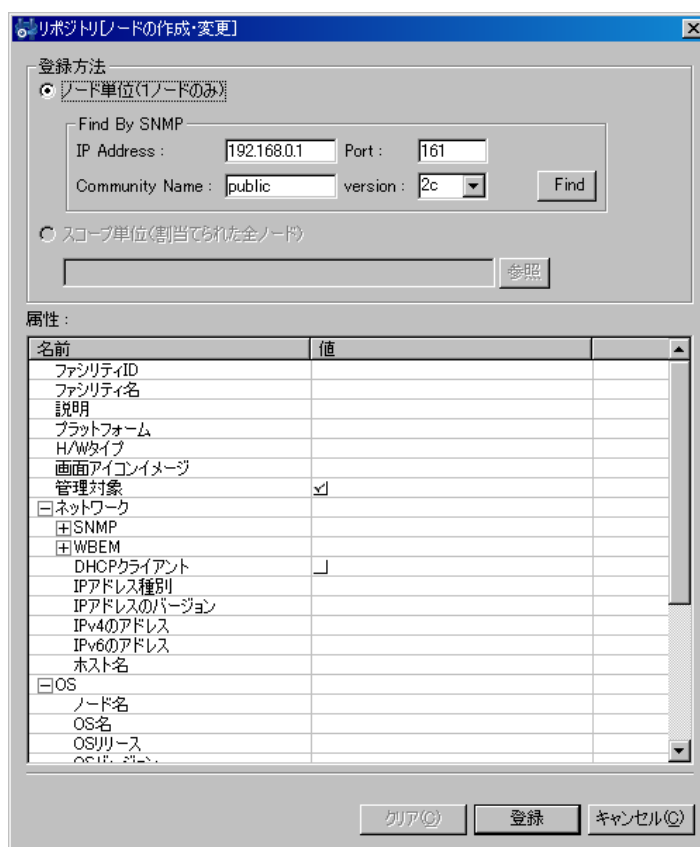 リポジトリ[ノードの作成・変更]
登録方法
ノード単位(1ノードのみ)
Find By SNMP
IP Address : 192.168.0.1 Port : 161
Community Name : public version : 2c Find
スコープ単位(割当てられた全ノード)
参照
属性 :
名前 値
ファシリティID
ファシリティ名
説明
プラットフォーム
H/Wタイプ
画面アイコンイメージ
管理対象
ネットワーク
SNMP
WBEM
DHCPクライアント
IPアドレス種別
IPアドレスのバージョン
IPv4のアドレス
IPv6のアドレス
ホスト名
OS
ノード名
OS名
OSリリース
OSバージョン
クリア(C) 登録 キャンセル(C)